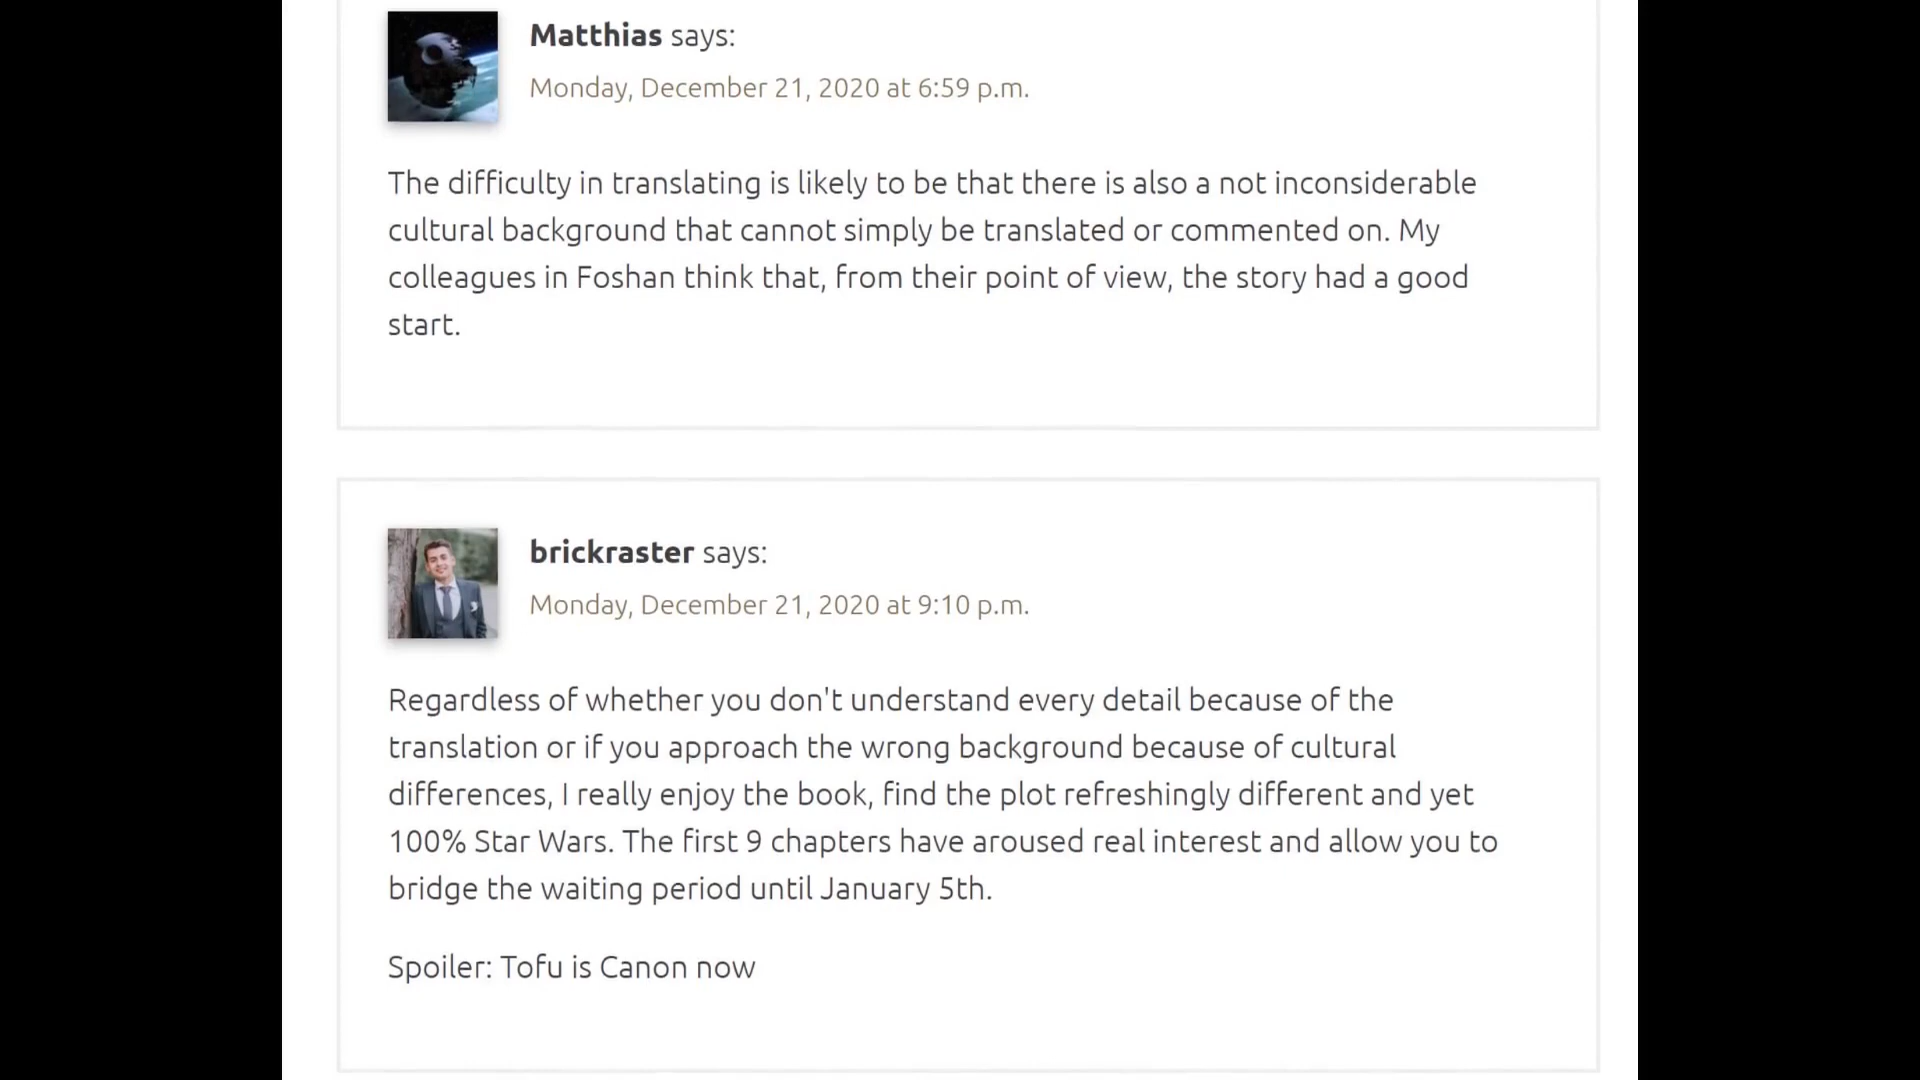 Matthias says:
Monday, December 21, 2020 at 6:59 p.m.
The difficulty in translating is likely to be that there is also a not inconsiderable
cultural background that cannot simply be translated or commented on. My
colleagues in Foshan think that, from their point of view, the story had a good
start.
brickraster says:
Monday, December 21, 2020 at 9:10 p.m.
Regardless of whether you don't understand every detail because of the
translation or if you approach the wrong background because of cultural
differences, I really enjoy the book, find the plot refreshingly different and yet
100% Star Wars. The first 9 chapters have aroused real interest and allow you to
bridge the waiting period until January 5th.
Spoiler: Tofu is Canon now